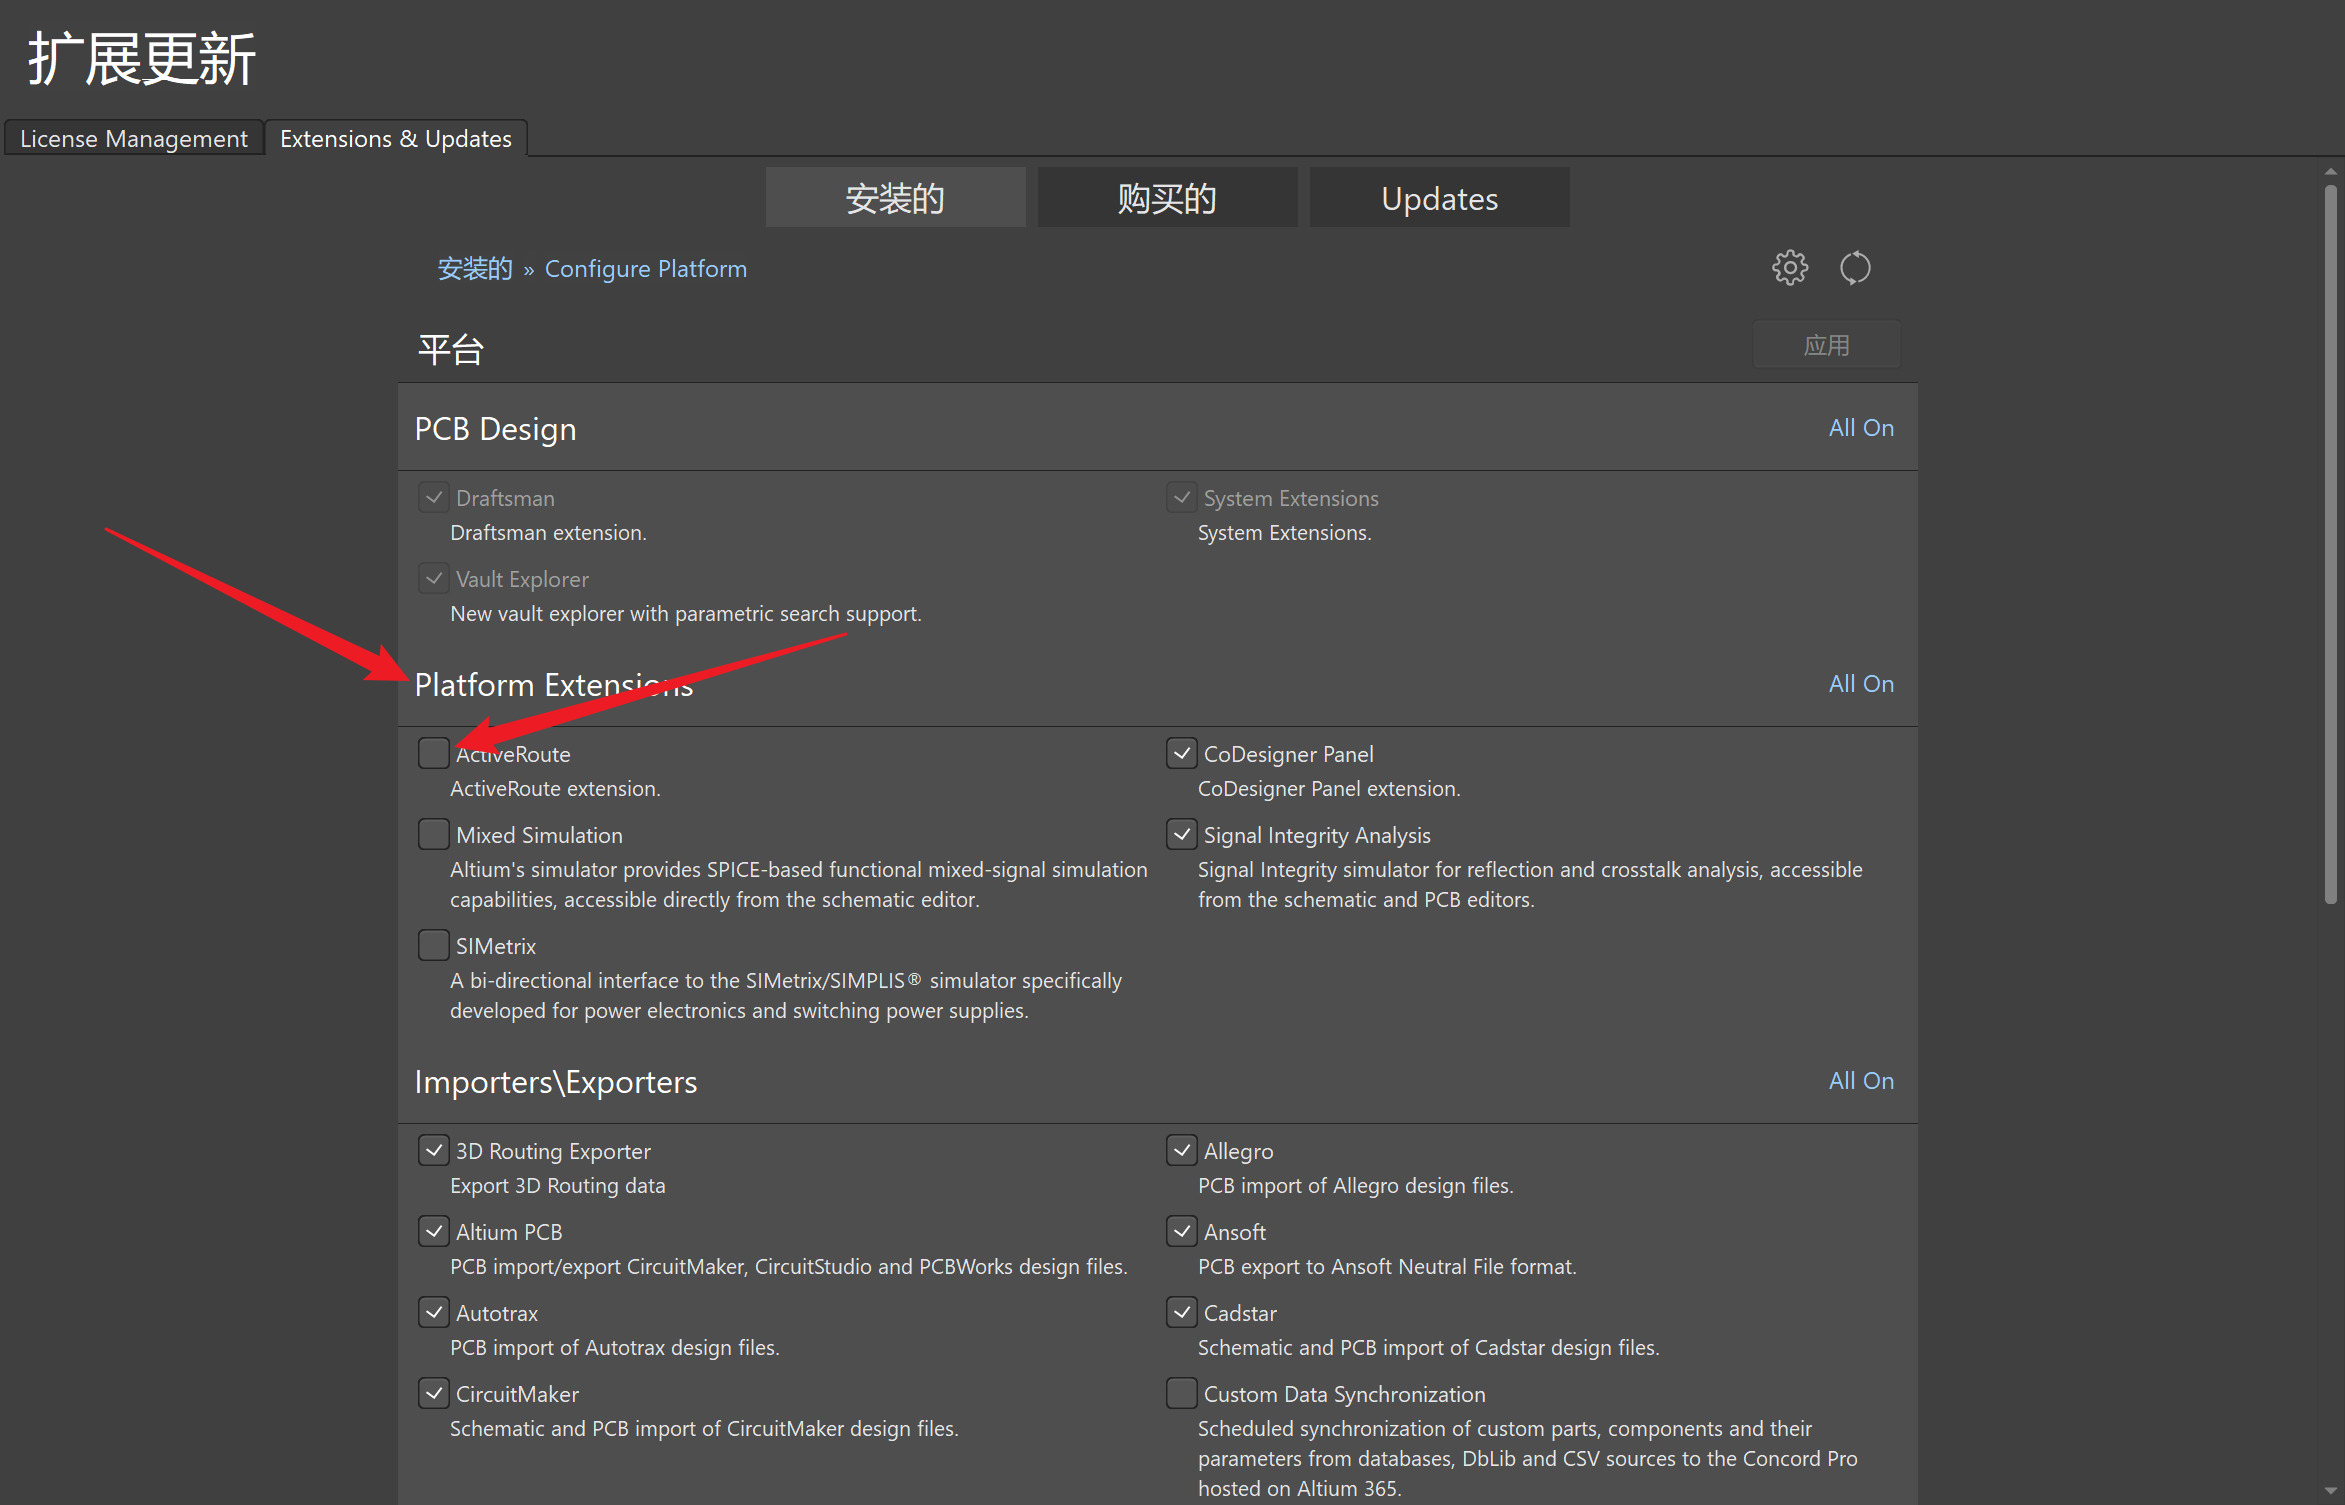 扩展更新
License Management
Extensions & Updates
安装的
购买的
Updates
安装的 » Configure Platform
平台
应用
PCB Design
All On
Draftsman
Draftsman extension.
System Extensions
System Extensions.
Vault Explorer
New vault explorer with parametric search support.
Platform Extensions
All On
ActiveRoute
ActiveRoute extension.
CoDesigner Panel
CoDesigner Panel extension.
Mixed Simulation
Altium's simulator provides SPICE-based functional mixed-signal simulation
capabilities, accessible directly from the schematic editor.
Signal Integrity Analysis
Signal Integrity simulator for reflection and crosstalk analysis, accessible
from the schematic and PCB editors.
SIMetrix
A bi-directional interface to the SIMetrix/SIMPLIS® simulator specifically
developed for power electronics and switching power supplies.
Importers\Exporters
All On
3D Routing Exporter
Export 3D Routing data
Allegro
PCB import of Allegro design files.
Altium PCB
PCB import/export CircuitMaker, CircuitStudio and PCBWorks design files.
Ansoft
PCB export to Ansoft Neutral File format.
Autotrax
PCB import of Autotrax design files.
Cadstar
Schematic and PCB import of Cadstar design files.
CircuitMaker
Schematic and PCB import of CircuitMaker design files.
Custom Data Synchronization
Scheduled synchronization of custom parts, components and their
parameters from databases, DbLib and CSV sources to the Concord Pro
hosted on Altium 365.